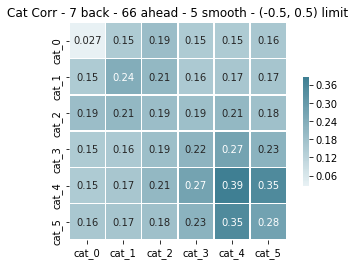 Cat Corr - 7 back - 66 ahead - 5 smooth - (-0.5, 0.5) limit
cat_0 0.027 0.15 0.19 0.15 0.15 0.16
cat_1 0.15 0.24 0.21 0.16 0.17 0.17
cat_2 0.19 0.21 0.19 0.19 0.21 0.18
cat_3 0.15 0.16 0.19 0.22 0.27 0.23
cat_4 0.15 0.17 0.21 0.27 0.39 0.35
cat_5 0.16 0.17 0.18 0.23 0.35 0.28
cat_0 cat_1 cat_2 cat_3 cat_4 cat_5
0.36
0.30
0.24
0.18
0.12
0.06